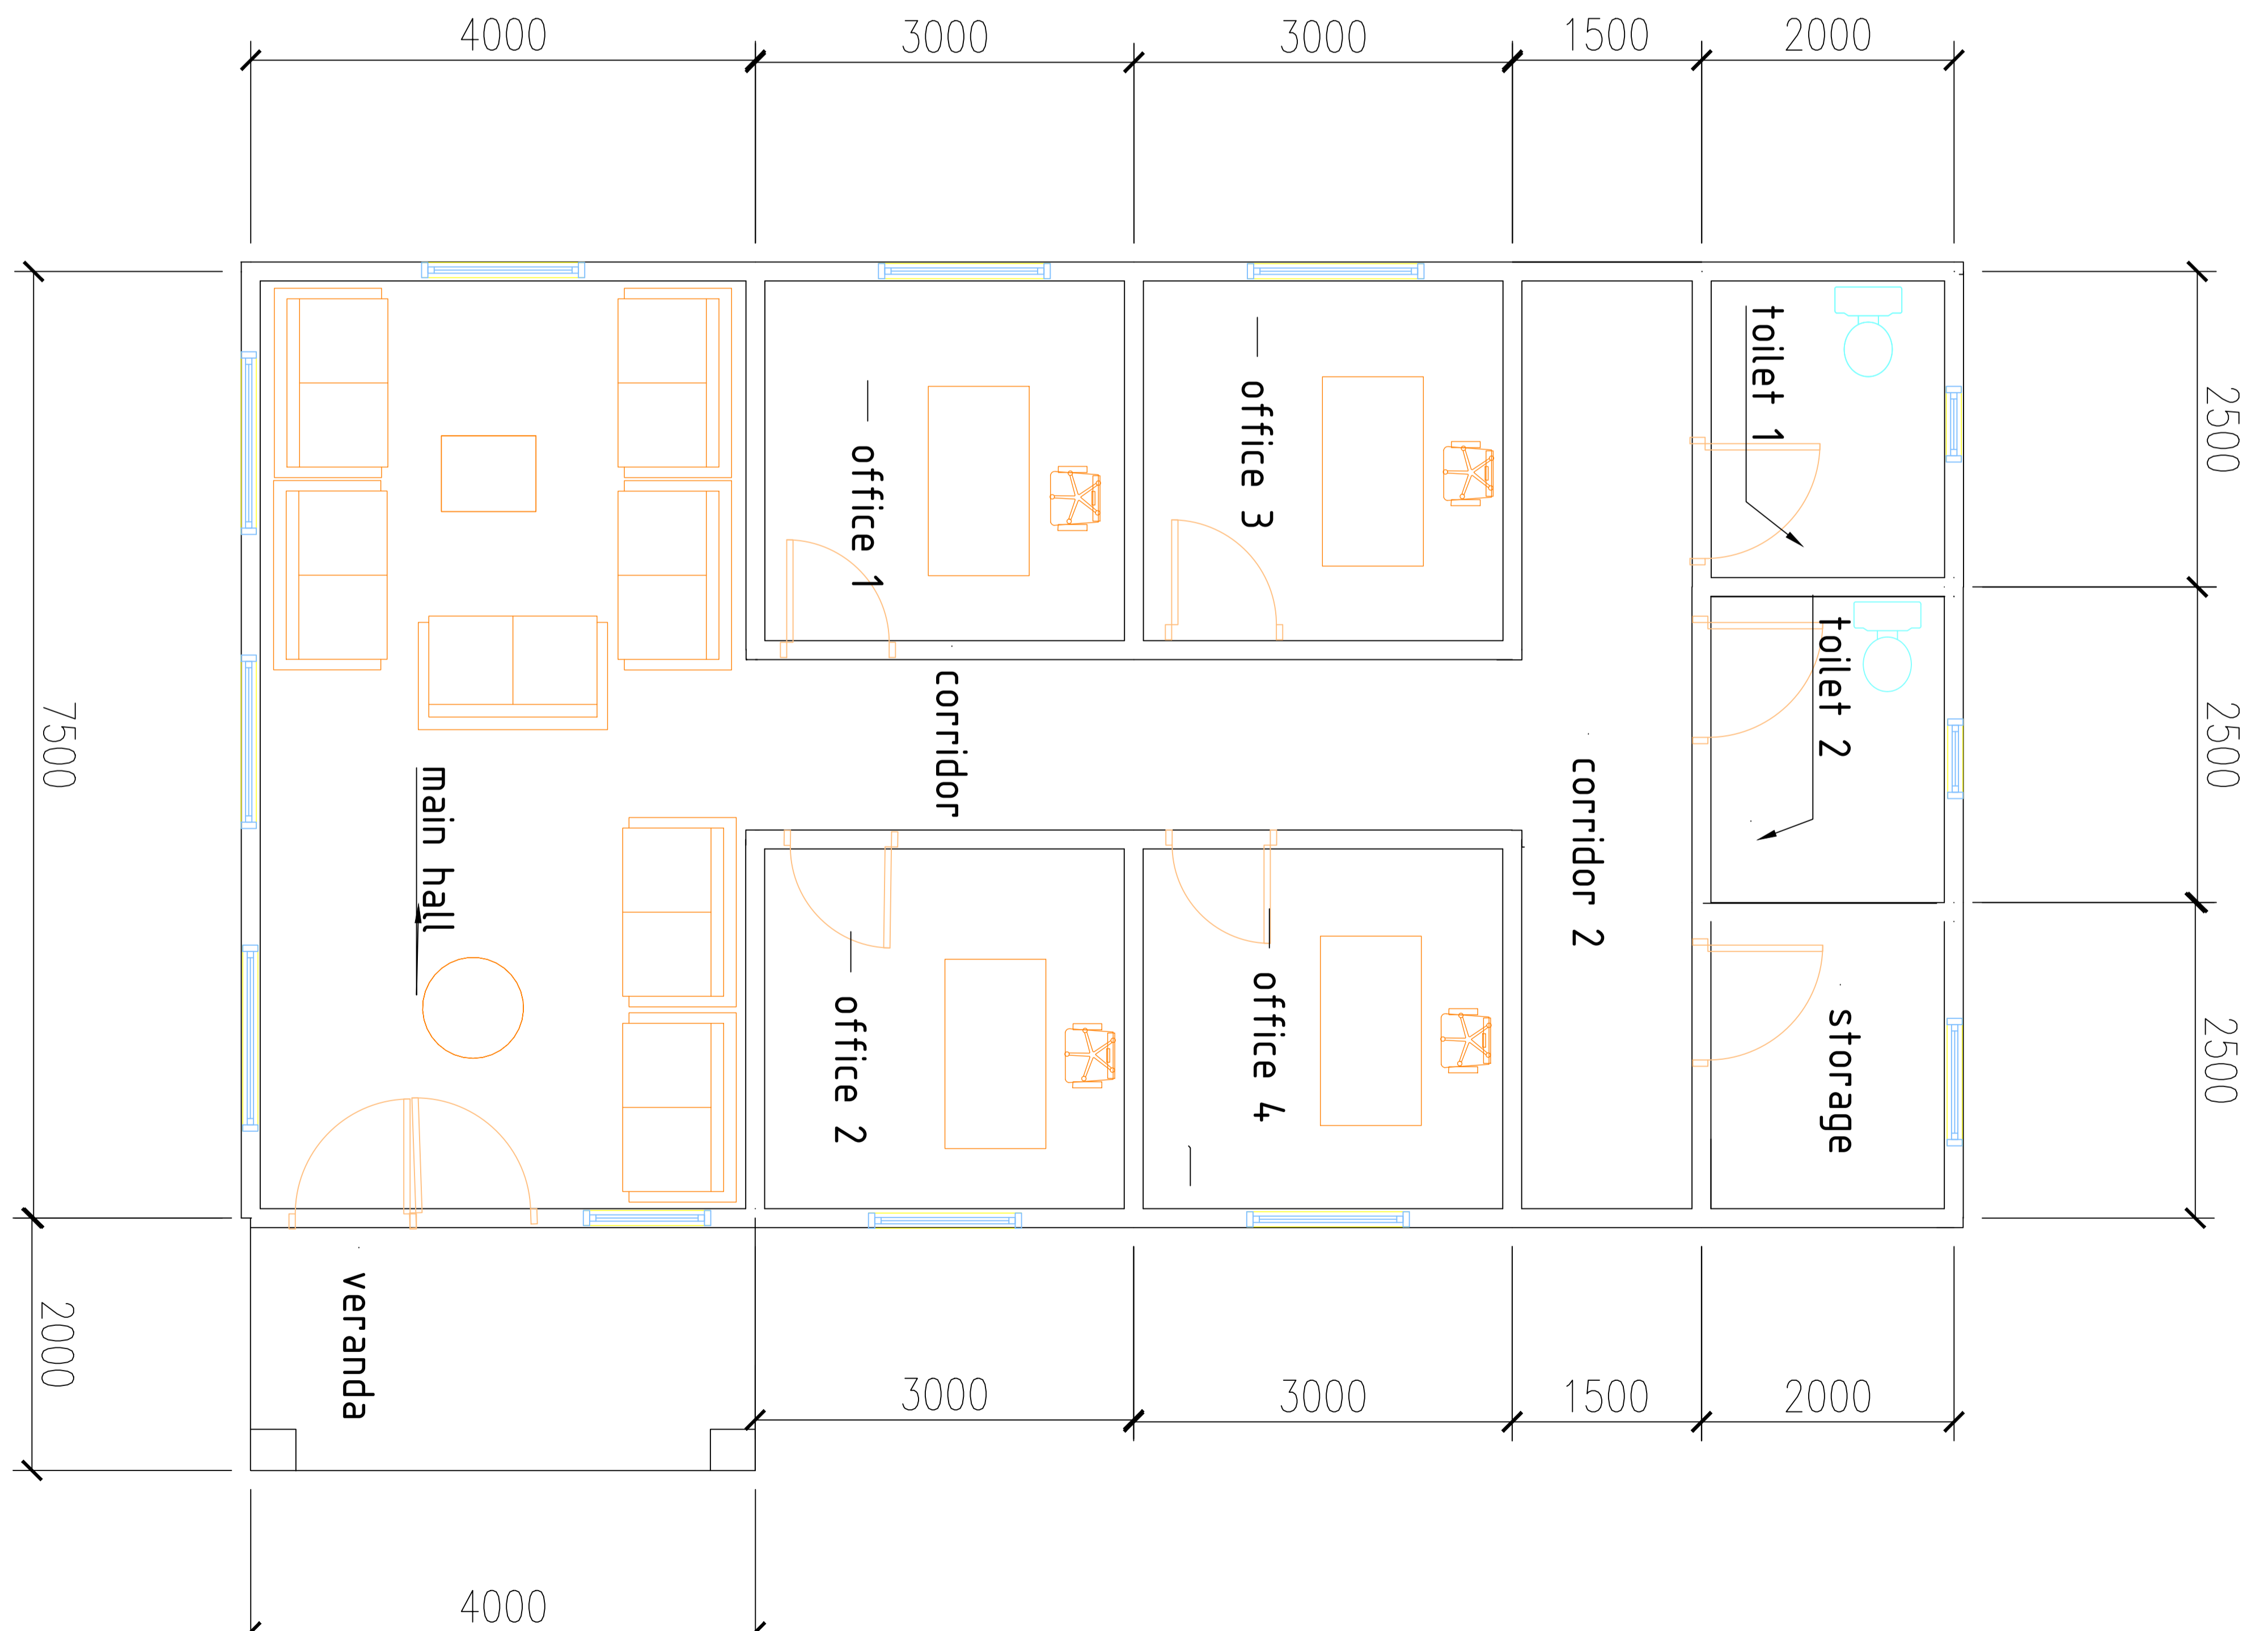 4000
3000
3000
1500
2000
2500
2500
2500
7500
2000
toilet 1
toilet 2
storage
office 3
office 1
corridor
corridor 2
main hall
office 2
office 4
veranda
3000
3000
1500
2000
4000